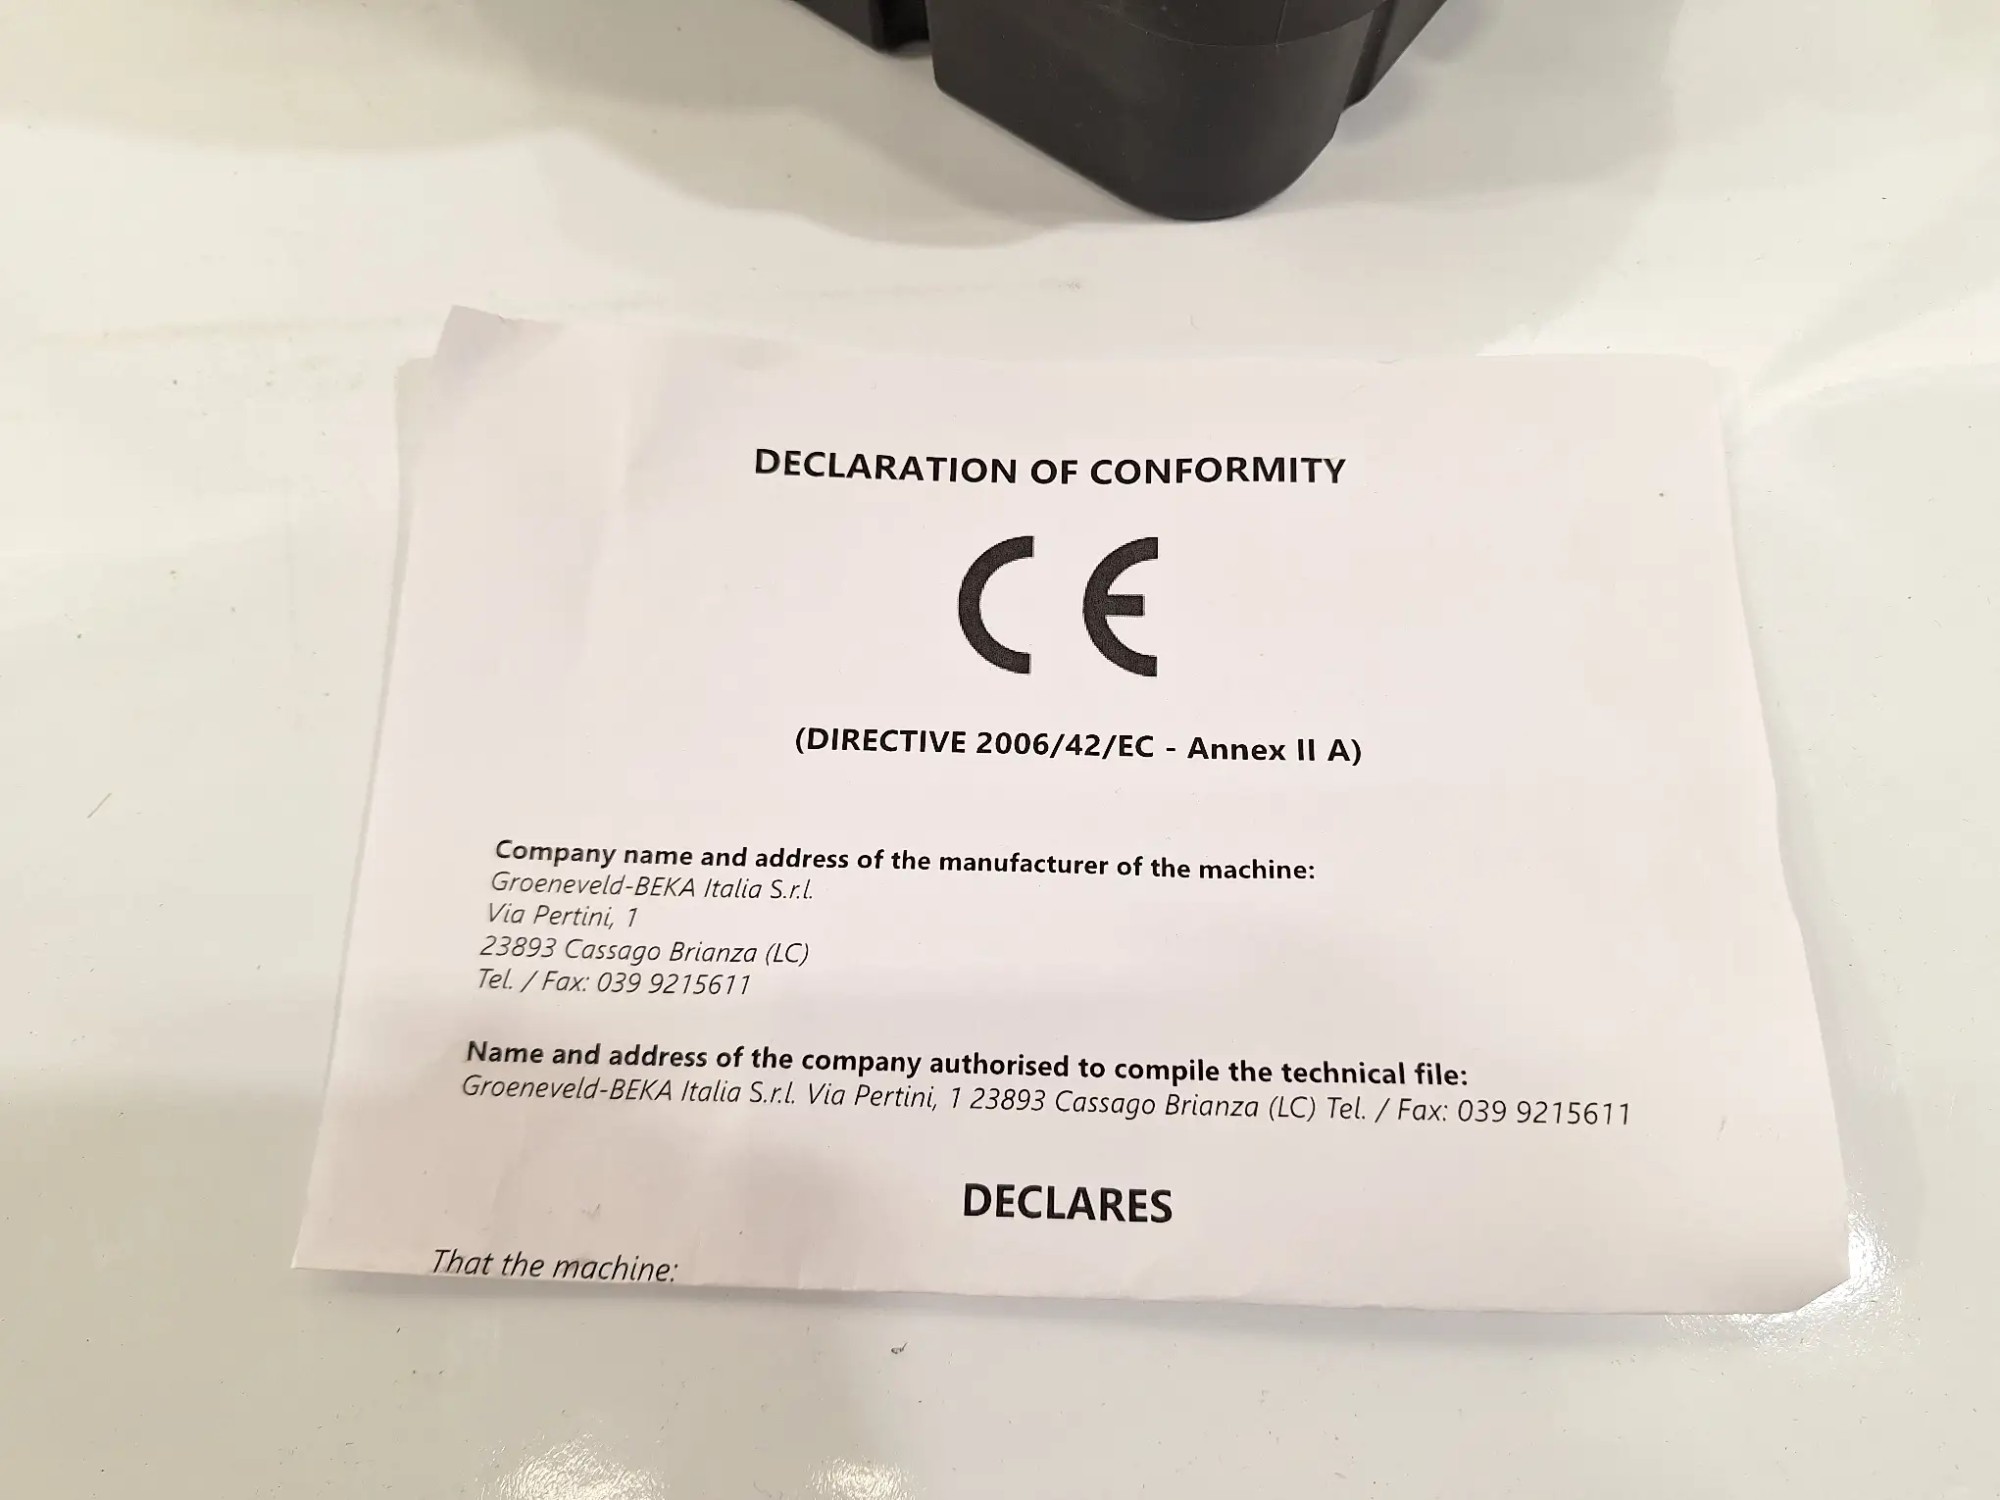 DECLARATION OF CONFORMITY
CE
(DIRECTIVE 2006/42/EC - Annex II A)
Company name and address of the manufacturer of the machine:
Groeneveld-BEKA Italia S.r.l.
Via Pertini, 1
23893 Cassago Brianza (LC)
Tel. / Fax: 039 9215611
Name and address of the company authorised to compile the technical file:
Groeneveld-BEKA Italia S.r.l. Via Pertini, 1 23893 Cassago Brianza (LC) Tel. / Fax: 039 9215611
DECLARES
That the machine: